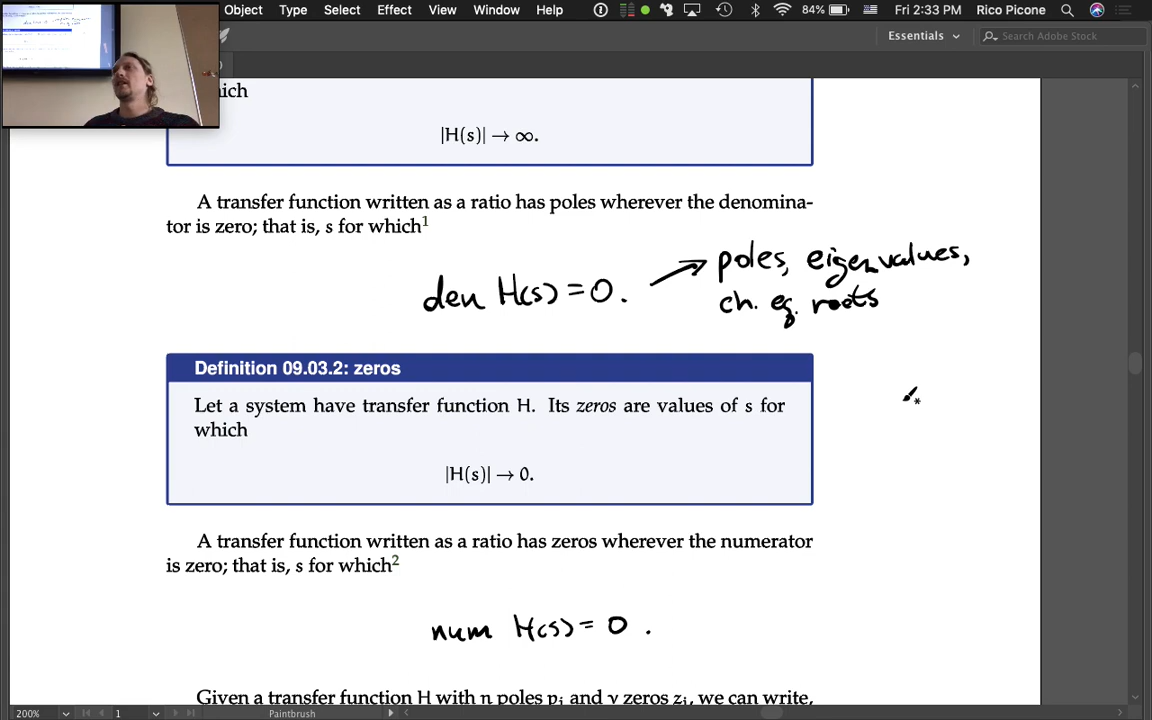 Object Type Select Effect View Window Help 84% Fri 2:33 PM Rico Picone
Essentials Search Adobe Stock
which
|H(s)| → ∞.
A transfer function written as a ratio has poles wherever the denomina-
tor is zero; that is, s for which1
den H(s) = 0. → poles, eigenvalues,
ch. eq. roots
Definition 09.03.2: zeros
Let a system have transfer function H. Its zeros are values of s for
which
|H(s)| → 0.
A transfer function written as a ratio has zeros wherever the numerator
is zero; that is, s for which2
num H(s) = 0 .
Given a transfer function H with n poles pi and ν zeros zj, we can write,
200% 1 Paintbrush